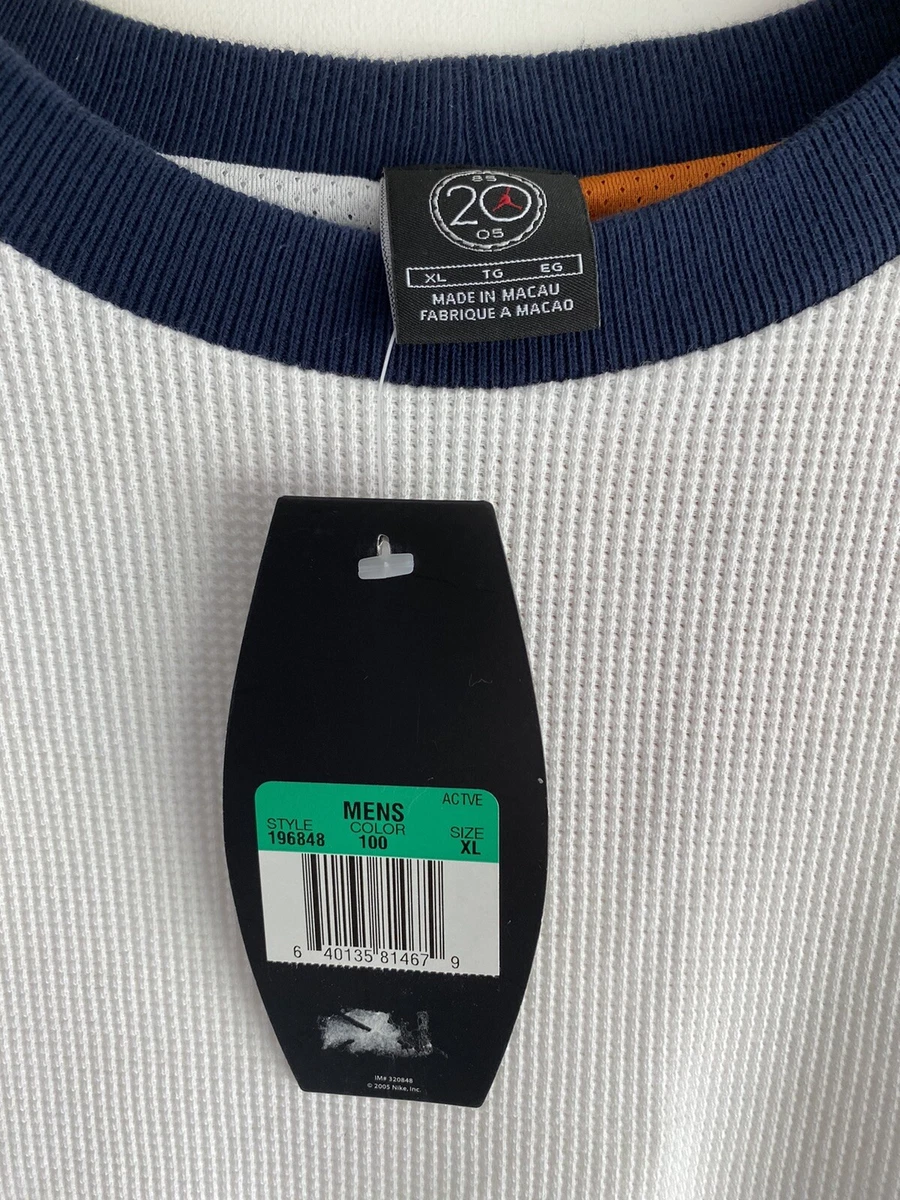 85
20
05
XL TG EG
MADE IN MACAU
FABRIQUE A MACAO
ACTVE
MENS
STYLE COLOR SIZE
196848 100 XL
6 40135 81467 9
IM# 320848
© 2005 Nike, Inc.